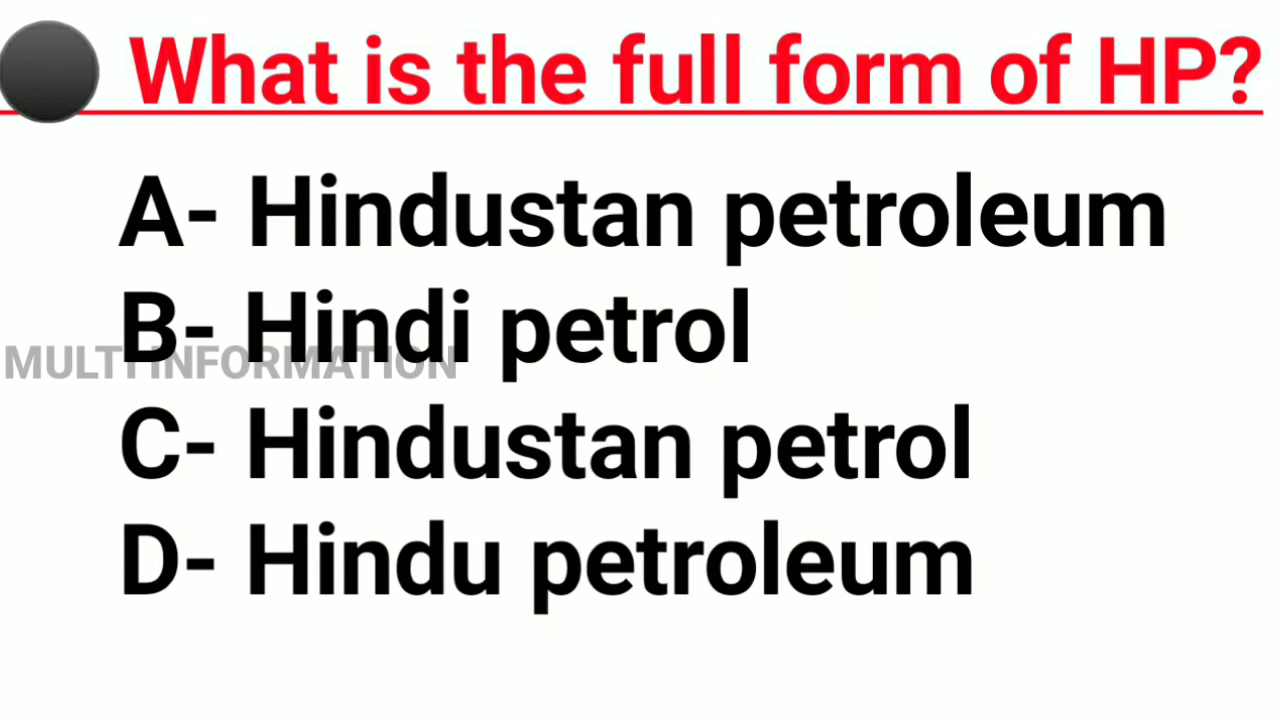 What is the full form of HP?
A- Hindustan petroleum
B- Hindi petrol
MULTI INFORMATION
C- Hindustan petrol
D- Hindu petroleum